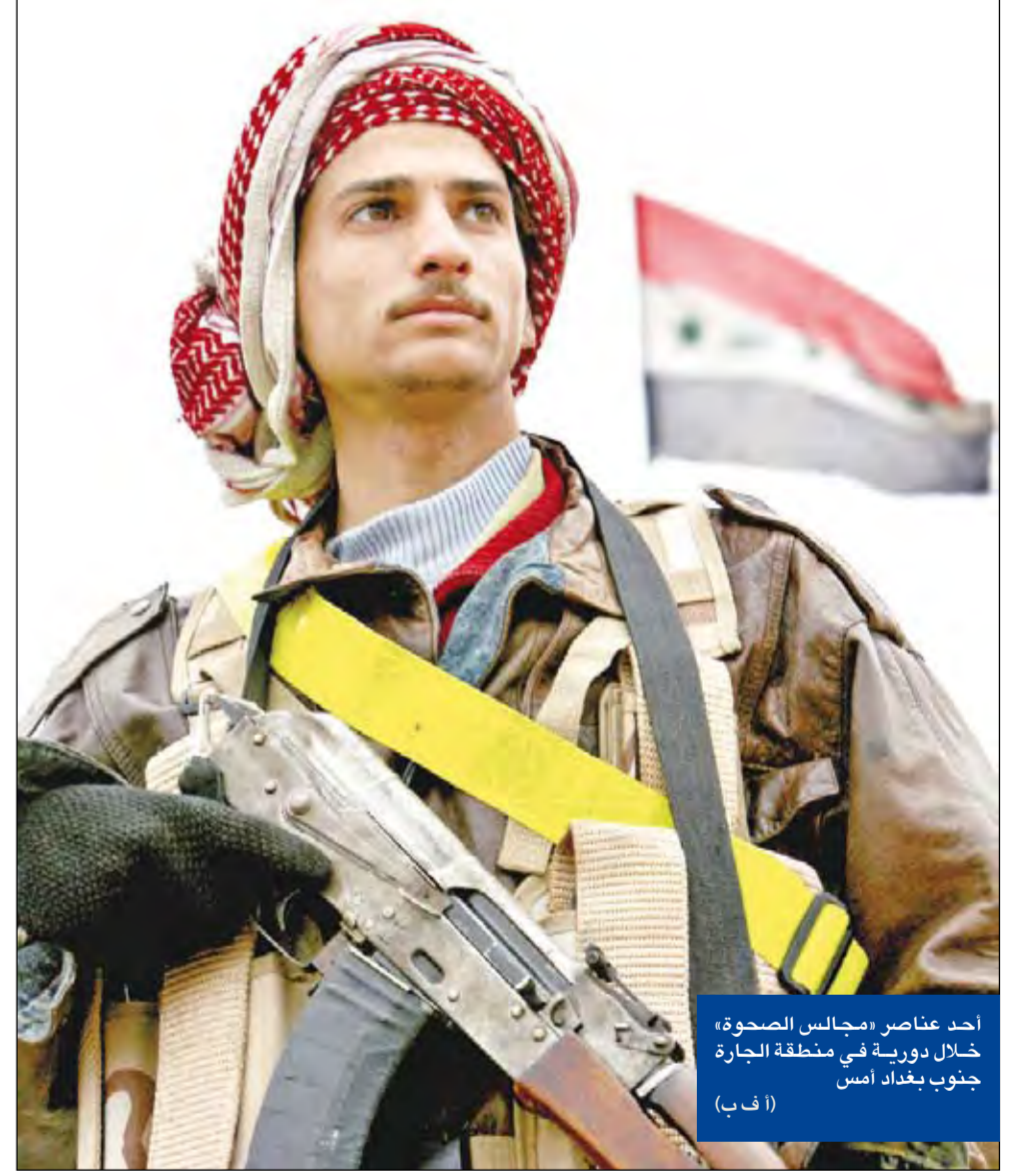 أحد عناصر «مجالس الصحوة»
خلال دورية في منطقة الجارة
جنوب بغداد أمس
(أ ف ب)